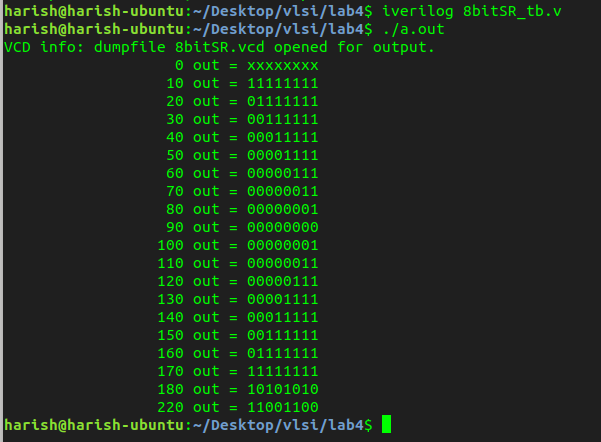 harish@harish-ubuntu:~/Desktop/vlsi/lab4$ iverilog 8bitSR_tb.v
harish@harish-ubuntu:~/Desktop/vlsi/lab4$ ./a.out
VCD info: dumpfile 8bitSR.vcd opened for output.
                   0 out = xxxxxxxx
                  10 out = 11111111
                  20 out = 01111111
                  30 out = 00111111
                  40 out = 00011111
                  50 out = 00001111
                  60 out = 00000111
                  70 out = 00000011
                  80 out = 00000001
                  90 out = 00000000
                 100 out = 00000001
                 110 out = 00000011
                 120 out = 00000111
                 130 out = 00001111
                 140 out = 00011111
                 150 out = 00111111
                 160 out = 01111111
                 170 out = 11111111
                 180 out = 10101010
                 220 out = 11001100
harish@harish-ubuntu:~/Desktop/vlsi/lab4$